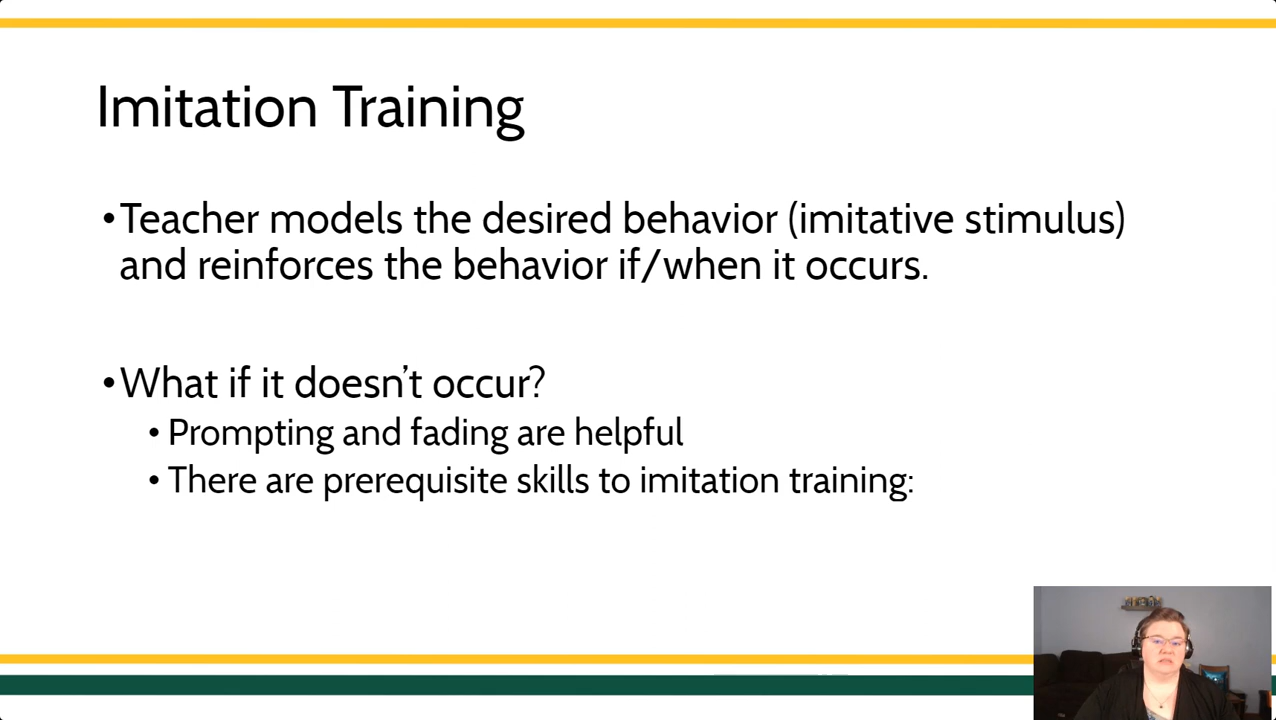 Imitation Training
•Teacher models the desired behavior (imitative stimulus)
and reinforces the behavior if/when it occurs.
•What if it doesn’t occur?
• Prompting and fading are helpful
• There are prerequisite skills to imitation training: